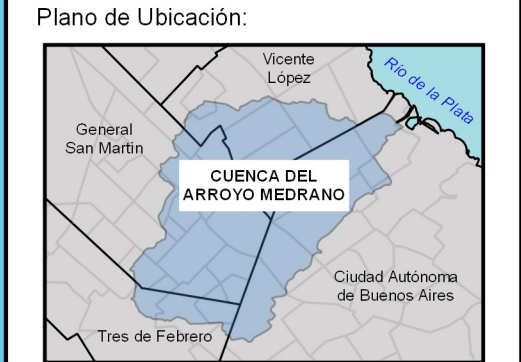 Plano de Ubicación:
Vicente
López
Río de la Plata
General
San Martin
CUENCA DEL
ARROYO MEDRANO
Ciudad Autónoma
de Buenos Aires
Tres de Febrero